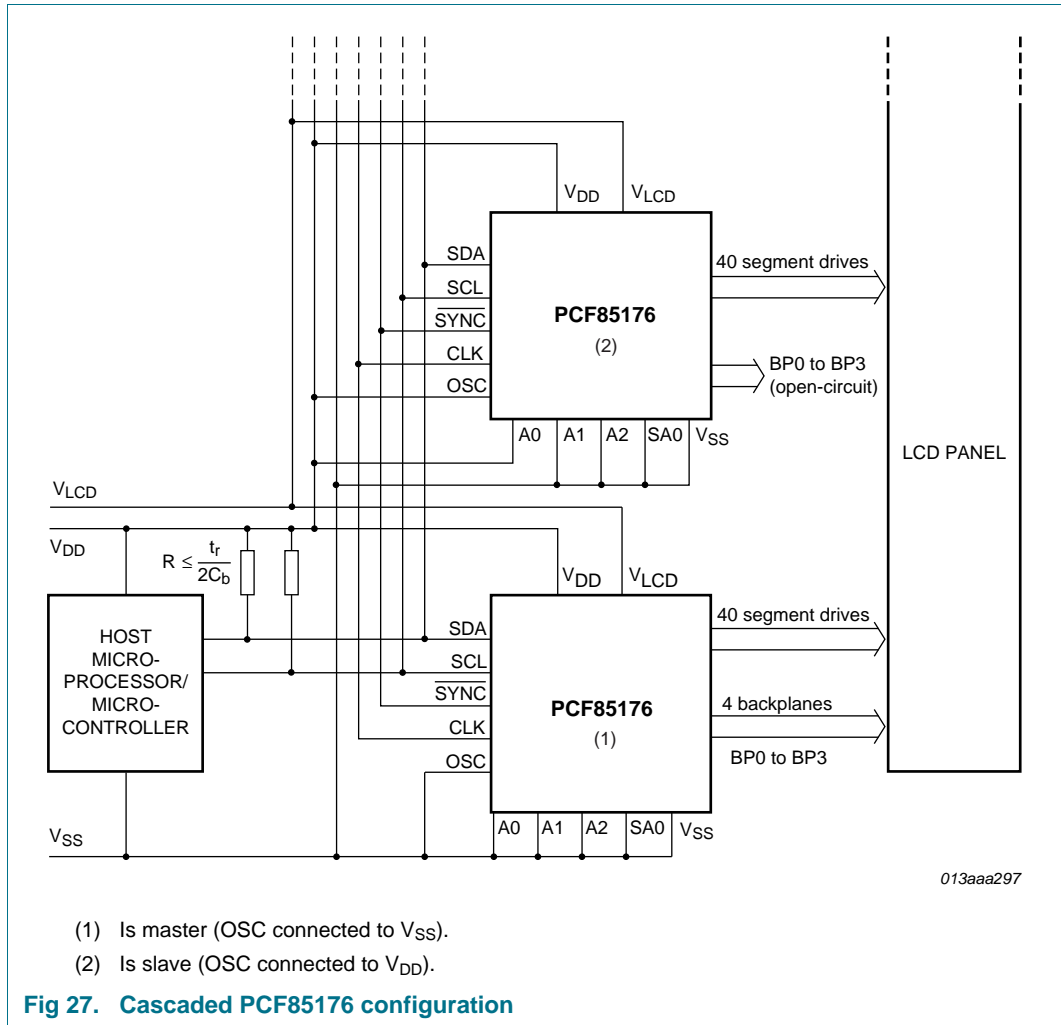 VDD VLCD
SDA
SCL
SYNC
CLK
OSC
PCF85176
(2)
40 segment drives
BP0 to BP3
(open-circuit)
A0 A1 A2 SA0 VSS
LCD PANEL
VLCD
VDD
R ≤ tr/2Cb
VDD VLCD
HOST
MICRO-
PROCESSOR/
MICRO-
CONTROLLER
SDA
SCL
SYNC
CLK
OSC
PCF85176
(1)
40 segment drives
4 backplanes
BP0 to BP3
A0 A1 A2 SA0 VSS
VSS
013aaa297
(1) Is master (OSC connected to VSS).
(2) Is slave (OSC connected to VDD).
Fig 27. Cascaded PCF85176 configuration